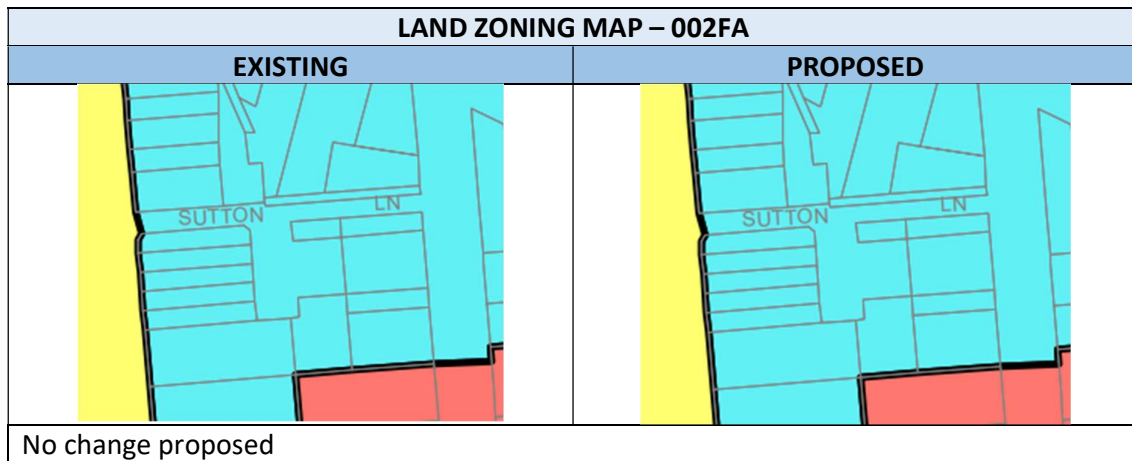 LAND ZONING MAP – 002FA
EXISTING
PROPOSED
SUTTON LN
SUTTON LN
No change proposed